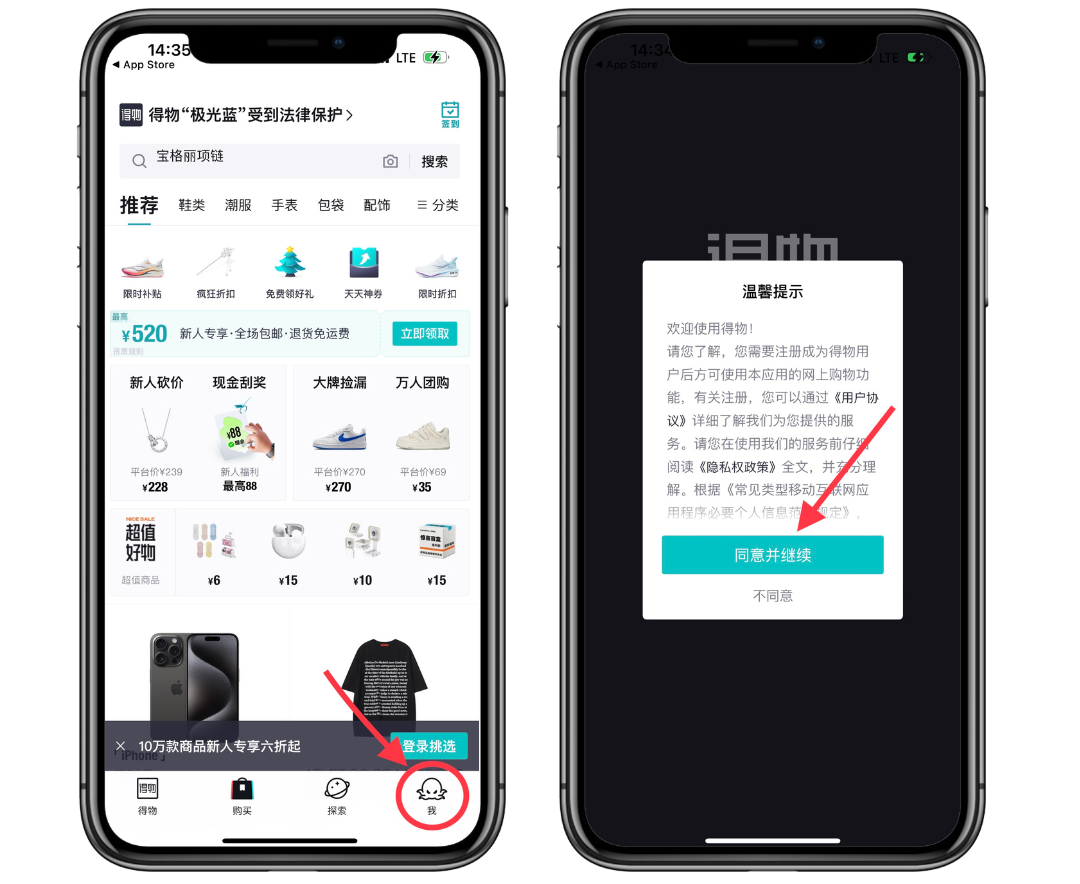 14:35
LTE
◀ App Store
得物 得物“极光蓝”受到法律保护>
签到
宝格丽项链
搜索
推荐 鞋类 潮服 手表 包袋 配饰 三 分类
限时补贴 疯狂折扣 免费领好礼 天天神券 限时折扣
最高
¥520 新人专享·全场包邮·退货免运费 立即领取
资质规则
新人砍价 现金刮奖 大牌捡漏 万人团购
¥88
平台价¥239 新人福利 平台价¥270 平台价¥69
¥228 最高88 ¥270 ¥35
NICE SALE
超值
好物
超值商品 ¥6 ¥15 ¥10 ¥15
× 10万款商品新人专享六折起 登录挑选
「iPhone」
得物
得物 购买 探索 我
14:34
LTE
◀ App Store
得物
温馨提示
欢迎使用得物!
请您了解，您需要注册成为得物用
户后方可使用本应用的网上购物功
能，有关注册，您可以通过《用户协
议》详细了解我们为您提供的服
务。请您在使用我们的服务前仔细
阅读《隐私权政策》全文，并充分理
解。根据《常见类型移动互联网应
用程序必要个人信息范围规定》，
同意并继续
不同意